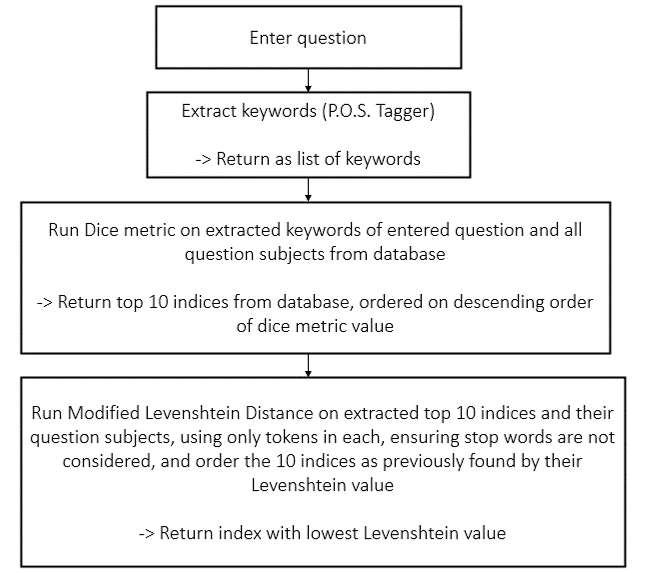 Enter question
Extract keywords (P.O.S. Tagger)
-> Return as list of keywords
Run Dice metric on extracted keywords of entered question and all
question subjects from database
-> Return top 10 indices from database, ordered on descending order
of dice metric value
Run Modified Levenshtein Distance on extracted top 10 indices and their
question subjects, using only tokens in each, ensuring stop words are not
considered, and order the 10 indices as previously found by their
Levenshtein value
-> Return index with lowest Levenshtein value